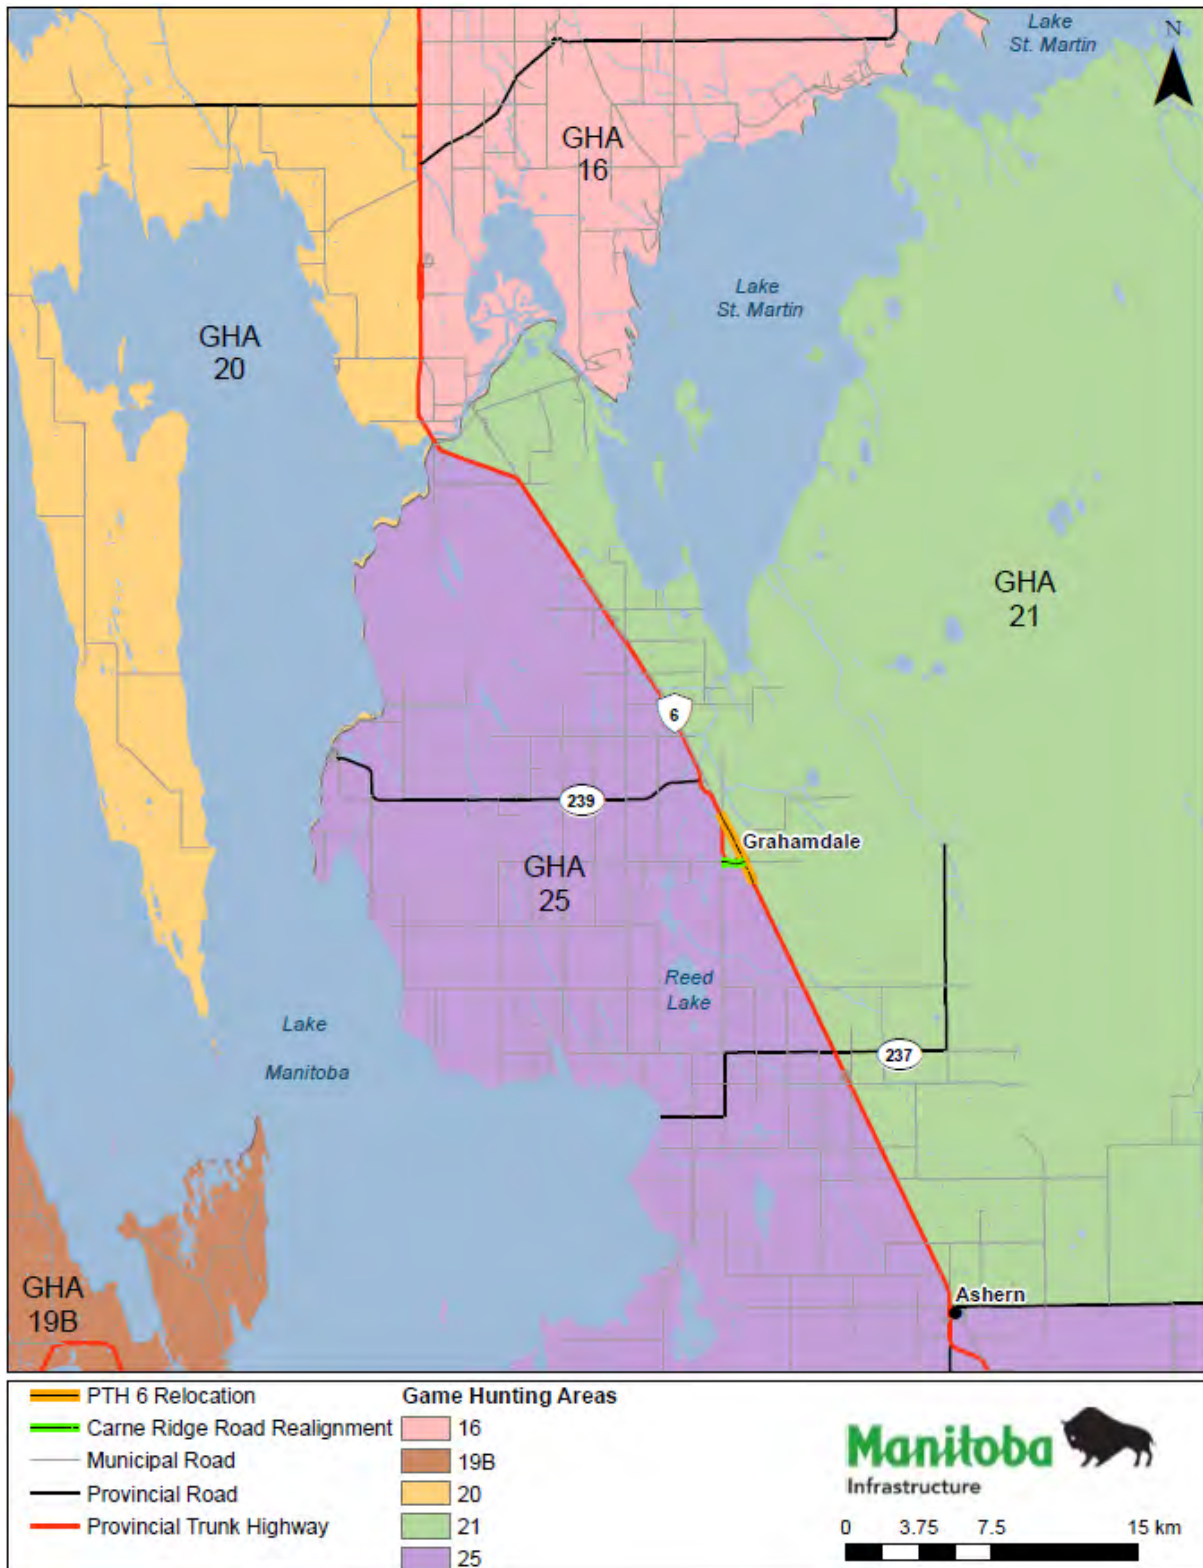 Lake
St. Martin
N
GHA
16
Lake
St. Martin
GHA
20
GHA
21
6
239
Grahamdale
GHA
25
Reed
Lake
Lake
Manitoba
237
GHA
19B
Ashern
PTH 6 Relocation
Carne Ridge Road Realignment
Municipal Road
Provincial Road
Provincial Trunk Highway
Game Hunting Areas
16
19B
20
21
25
Manitoba
Infrastructure
0 3.75 7.5 15 km